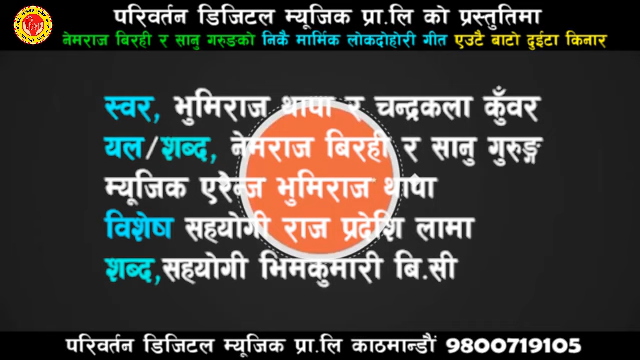 परिवर्तन डिजिटल म्यूजिक प्रा.लि को प्रस्तुतिमा
नेमराज बिरही र सानु गरुङको निकै मार्मिक लोकदोहोरी गीत एउटै बाटो दुईटा किनार
स्वर, भुमिराज थापा र चन्द्रकला कुँवर
यल/शब्द, नेमराज बिरही र सानु गुरुङ्ग
म्यूजिक एरेन्ज भुमिराज थापा
विशेष सहयोगी राज प्रदेशि लामा
शब्द,सहयोगी भिमकुमारी बि.सी
परिवर्तन डिजिटल म्यूजिक प्रा.लि काठमान्डौं 9800719105